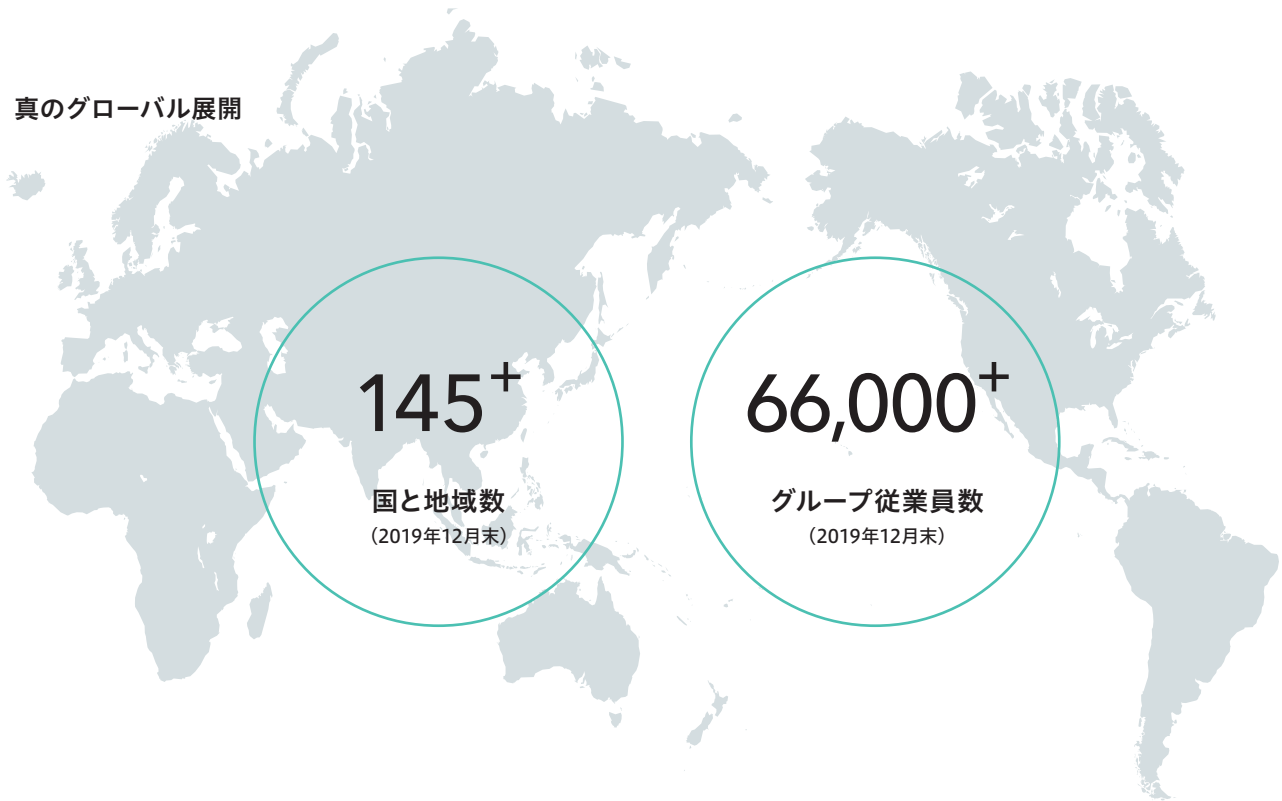 真のグローバル展開
145+
国と地域数
（2019年12月末）
66,000+
グループ従業員数
（2019年12月末）